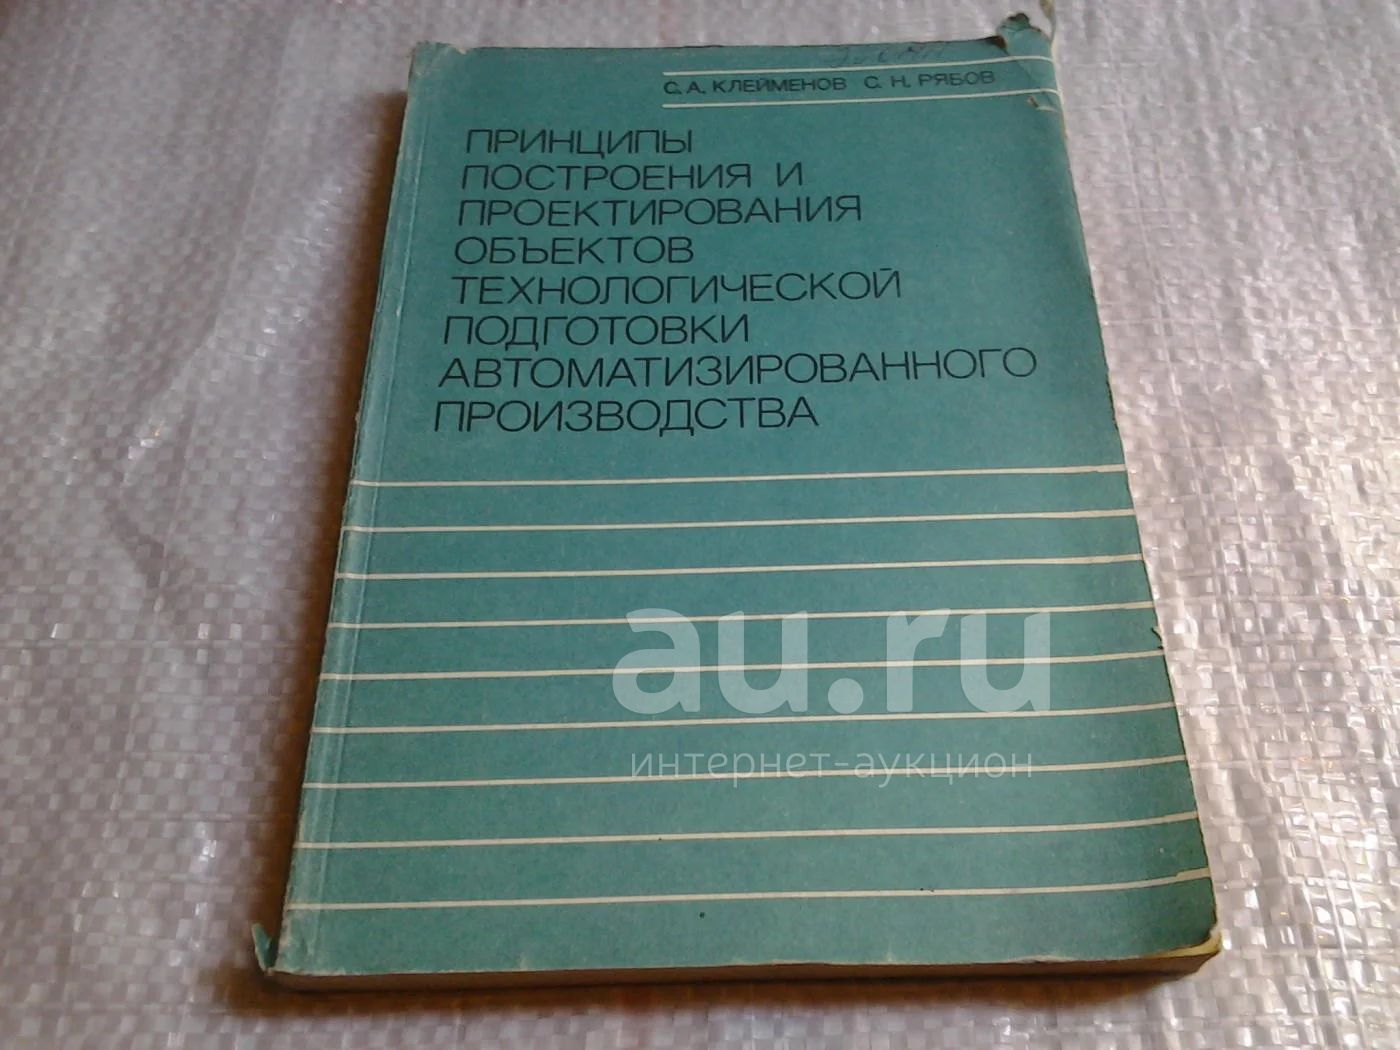 С. А. КЛЕЙМЕНОВ С. Н. РЯБОВ
ПРИНЦИПЫ
ПОСТРОЕНИЯ И
ПРОЕКТИРОВАНИЯ
ОБЪЕКТОВ
ТЕХНОЛОГИЧЕСКОЙ
ПОДГОТОВКИ
АВТОМАТИЗИРОВАННОГО
ПРОИЗВОДСТВА
au.ru
интернет-аукцион